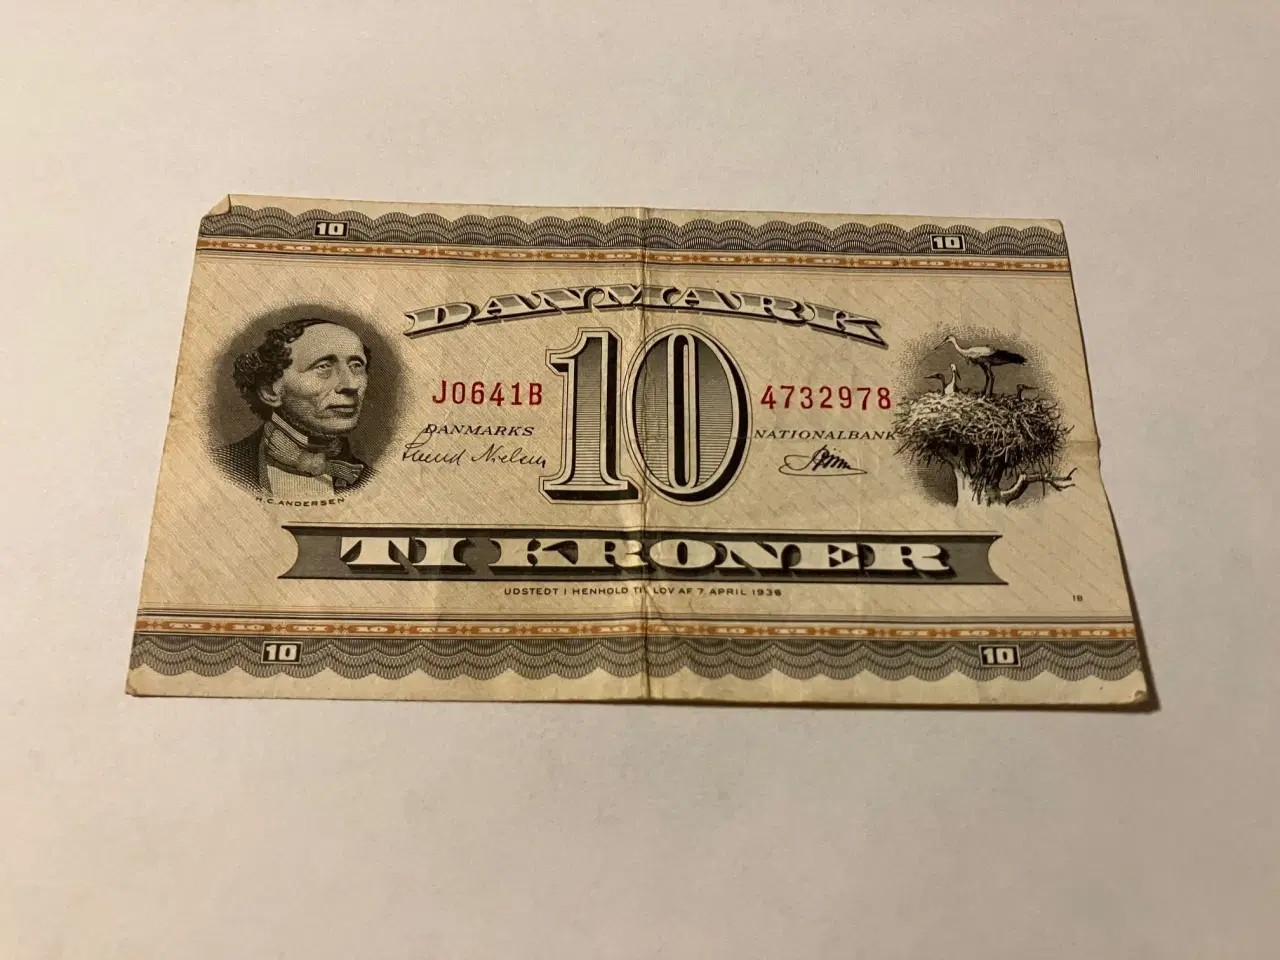 10 10
DANMARK
10
J0641B 4732978
DANMARKS NATIONALBANK
H.C.ANDERSEN
TI KRONER
UDSTEDT I HENHOLD TIL LOV AF 7 APRIL 1936
1B
10 10